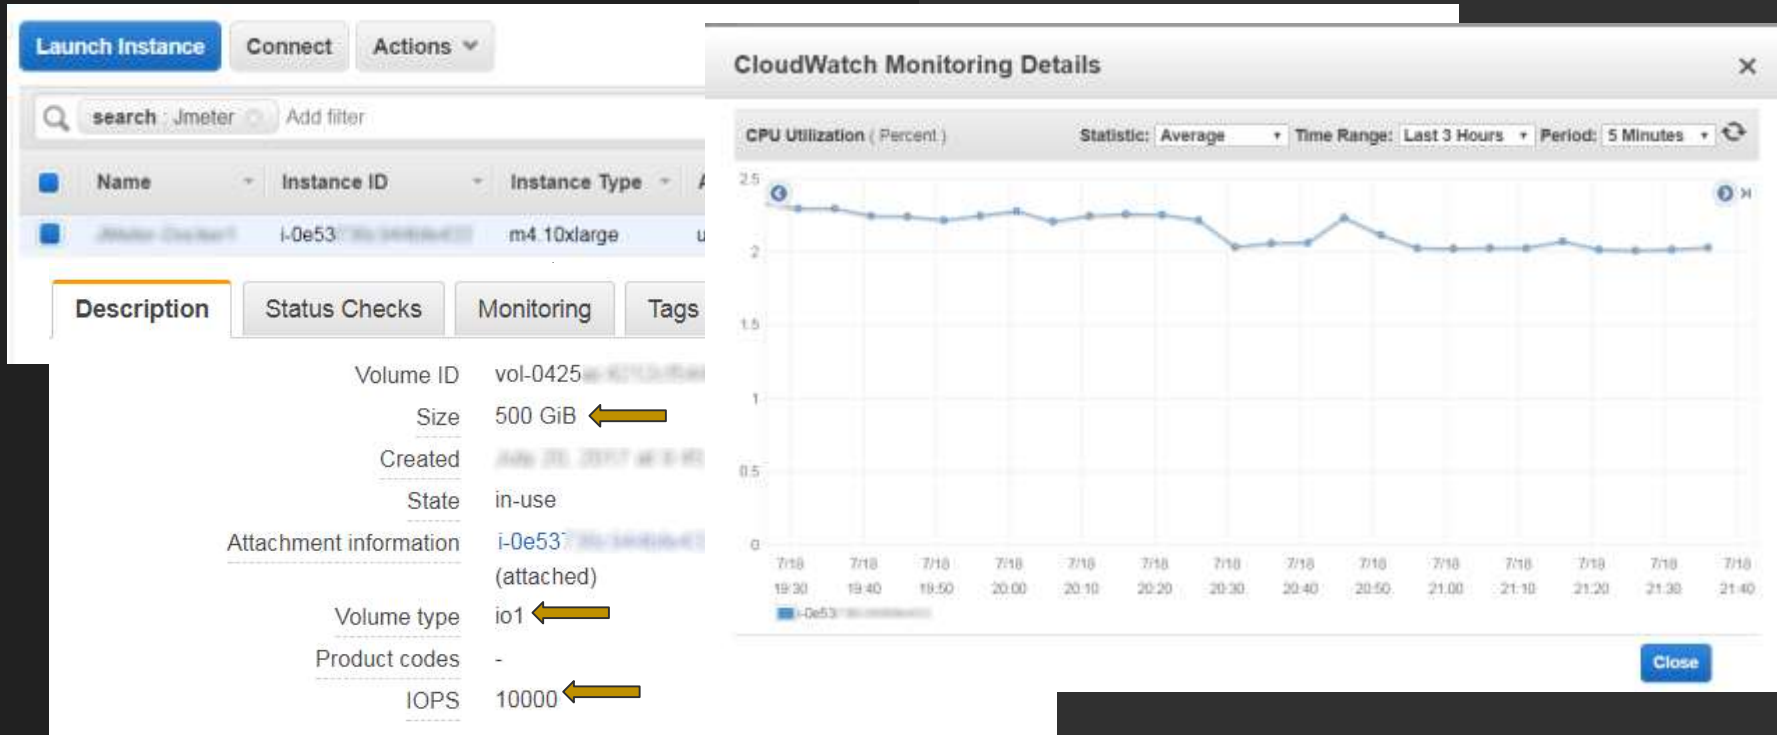 Launch Instance Connect Actions
search : Jmeter Add filter
Name Instance ID Instance Type
i-0e53 m4.10xlarge
Description Status Checks Monitoring Tags
Volume ID vol-0425
Size 500 GiB
Created
State in-use
Attachment information i-0e53
(attached)
Volume type io1
Product codes -
IOPS 10000
CloudWatch Monitoring Details
CPU Utilization ( Percent ) Statistic: Average Time Range: Last 3 Hours Period: 5 Minutes
2.5
2
1.5
1
0.5
0
7/18 7/18 7/18 7/18 7/18 7/18 7/18 7/18 7/18 7/18 7/18 7/18 7/18 7/18
19:30 19:40 19:50 20:00 20:10 20:20 20:30 20:40 20:50 21:00 21:10 21:20 21:30 21:40
i-0e53
Close